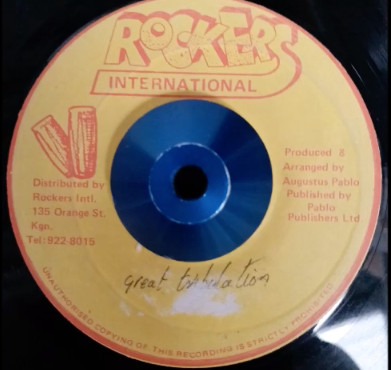 ROCKERS
INTERNATIONAL
Distributed by
Rockers Intl.
135 Orange St.
Kgn.
Tel: 922-8015
Produced &
Arranged by
Augustus Pablo
Published by
Pablo
Publishers Ltd
great tribulation
UNAUTHORISED COPYING OF THIS RECORDING IS STRICTLY PROHIBITED